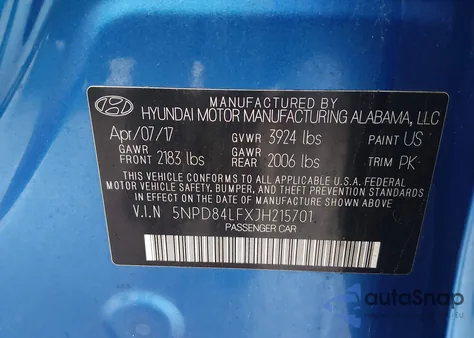 MANUFACTURED BY
HYUNDAI MOTOR MANUFACTURING ALABAMA, LLC
Apr/07/17 GVWR 3924 lbs PAINT US
GAWR FRONT 2183 lbs GAWR REAR 2006 lbs TRIM PK
THIS VEHICLE CONFORMS TO ALL APPLICABLE U.S.A FEDERAL
MOTOR VEHICLE SAFETY, BUMPER, AND THEFT PREVENTION STANDARDS
IN EFFECT ON THE DATE OF MANUFACTURE SHOWN ABOVE.
V.I.N 5NPD84LFXJH215701
PASSENGER CAR
autoSnap